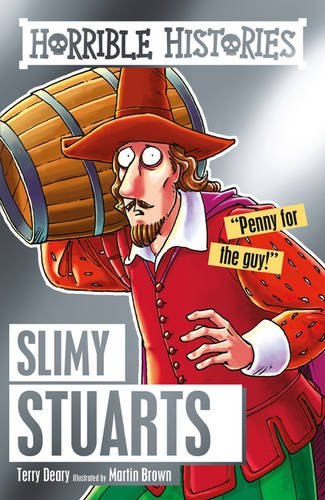 HORRIBLE HISTORIES
"Penny for
the guy!"
SLIMY
STUARTS
Terry Deary Illustrated by Martin Brown